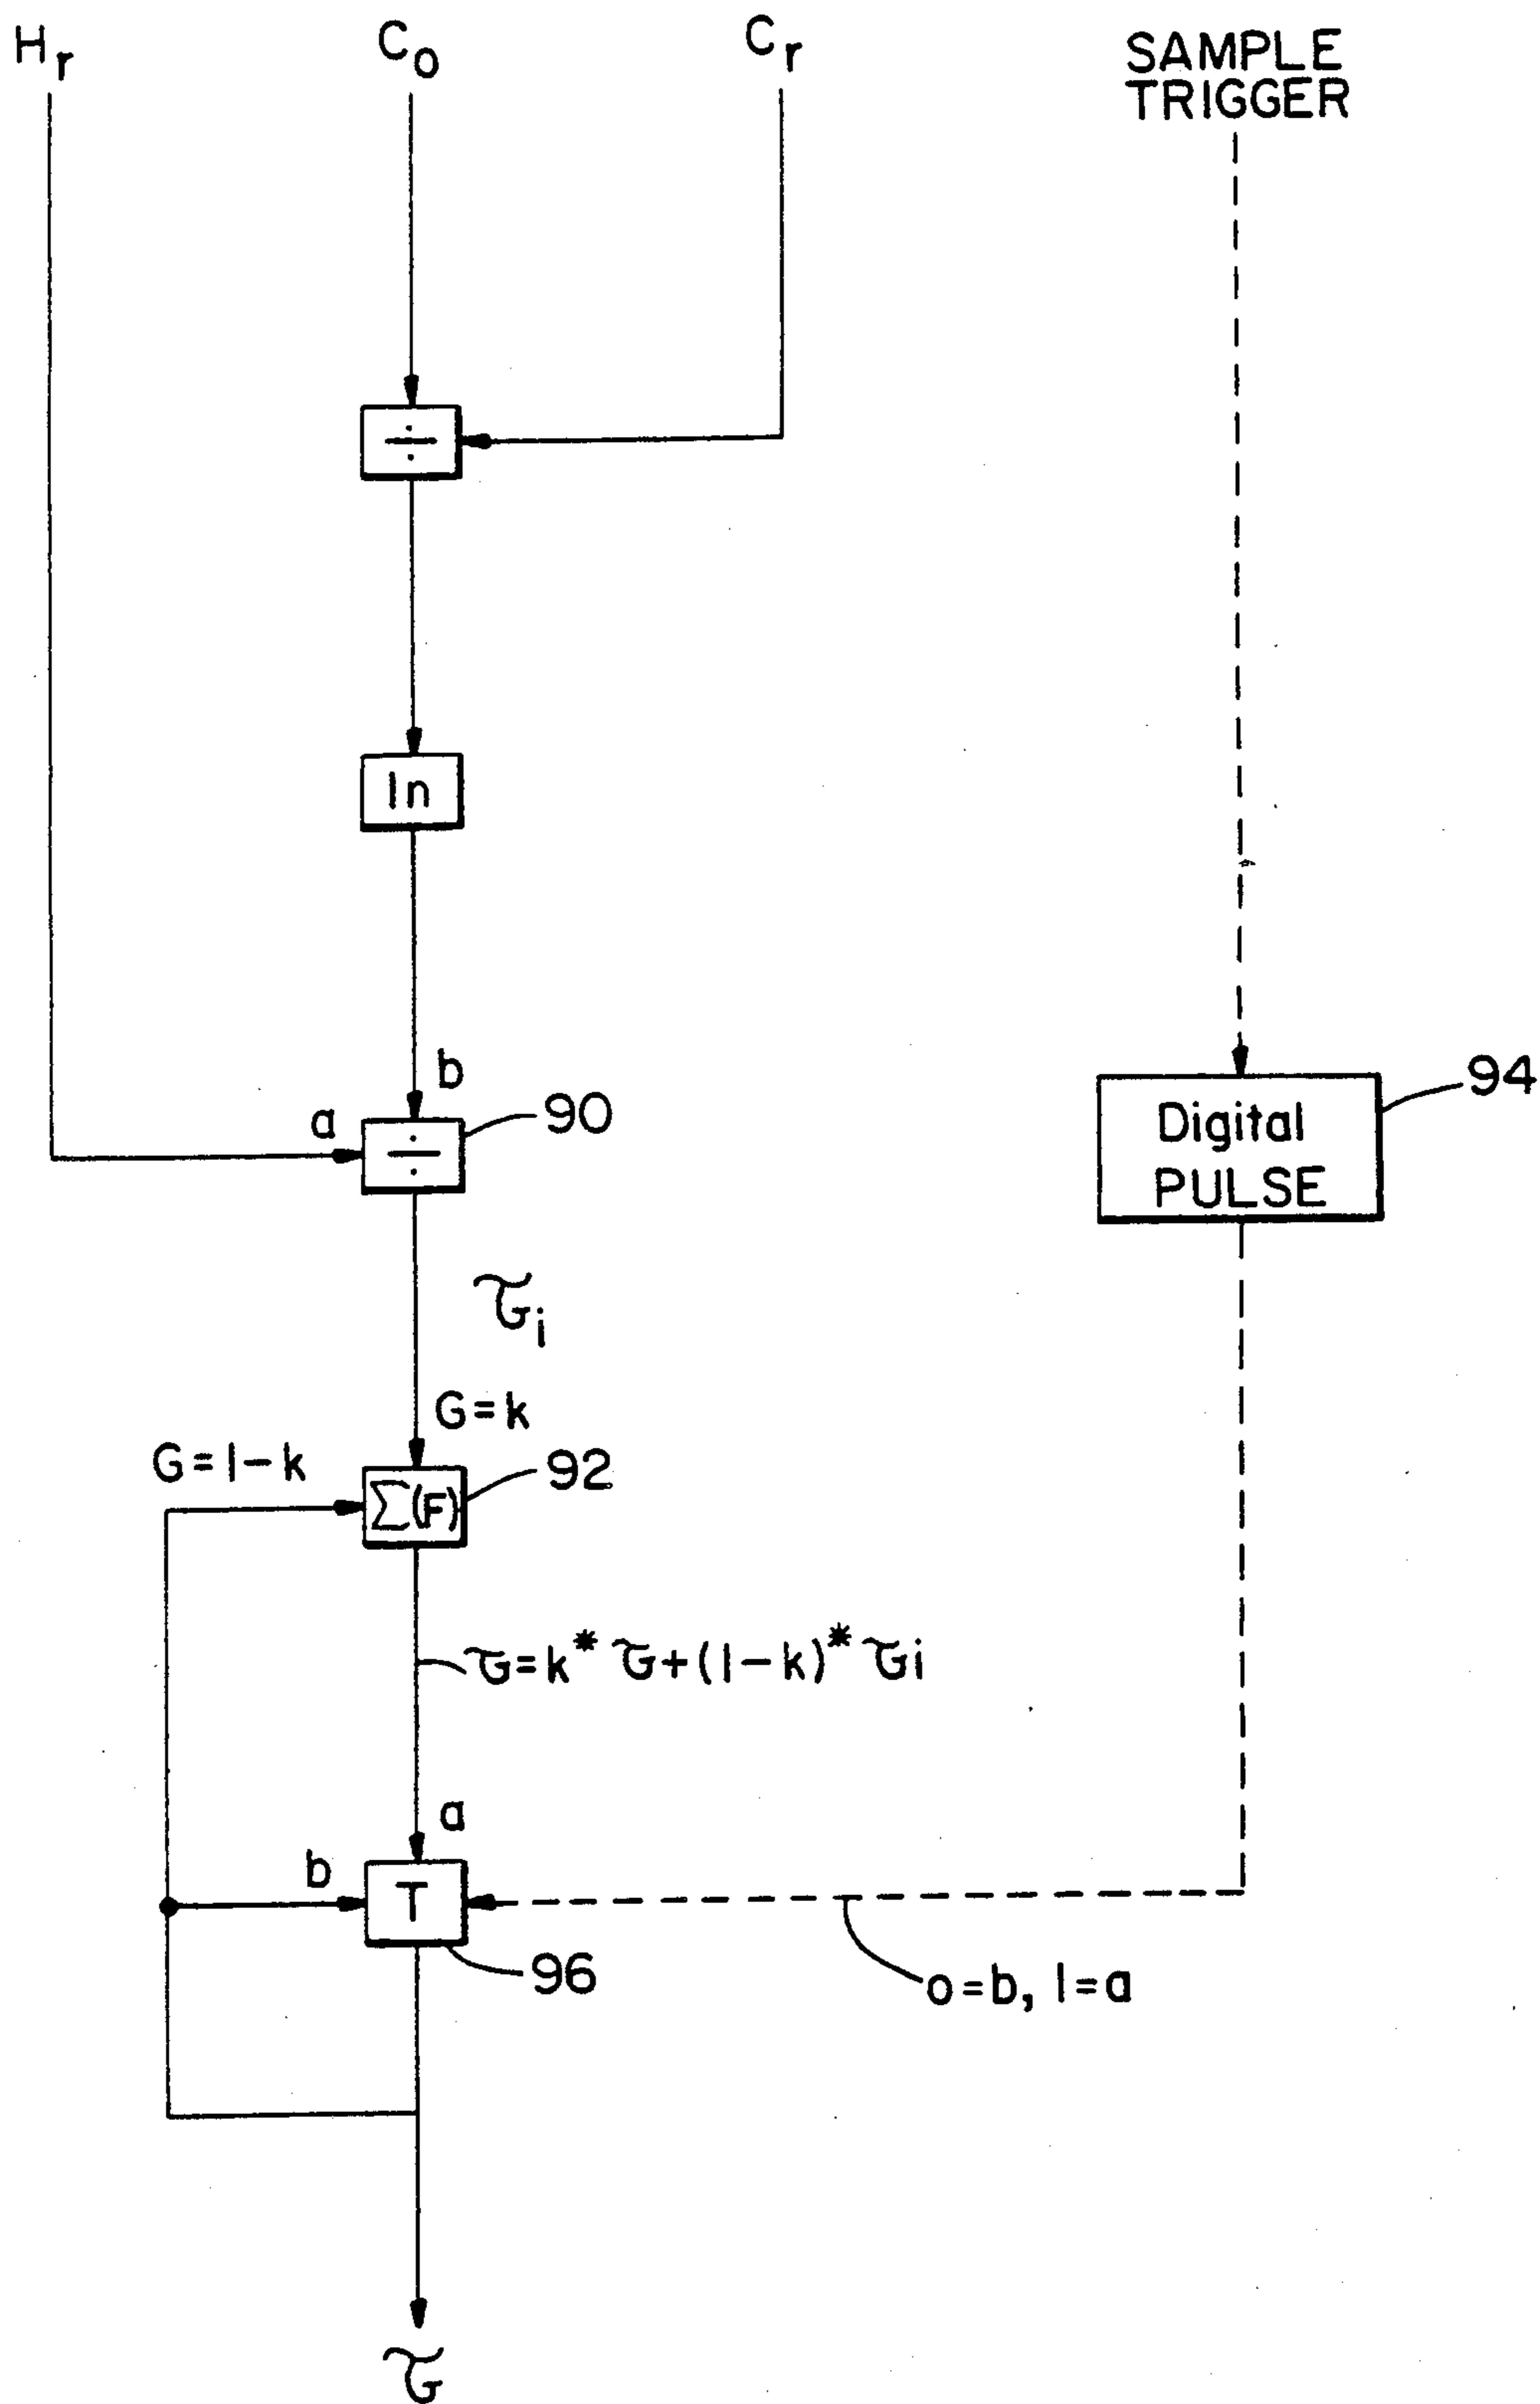 Hr
Co
Cr
SAMPLE
TRIGGER
÷
ln
b
a
÷
90
94
Digital
PULSE
τi
G=k
G=1-k
Σ(F)
92
τ=k* τ+(1-k)* τi
a
b
T
96
o=b, 1=a
τ